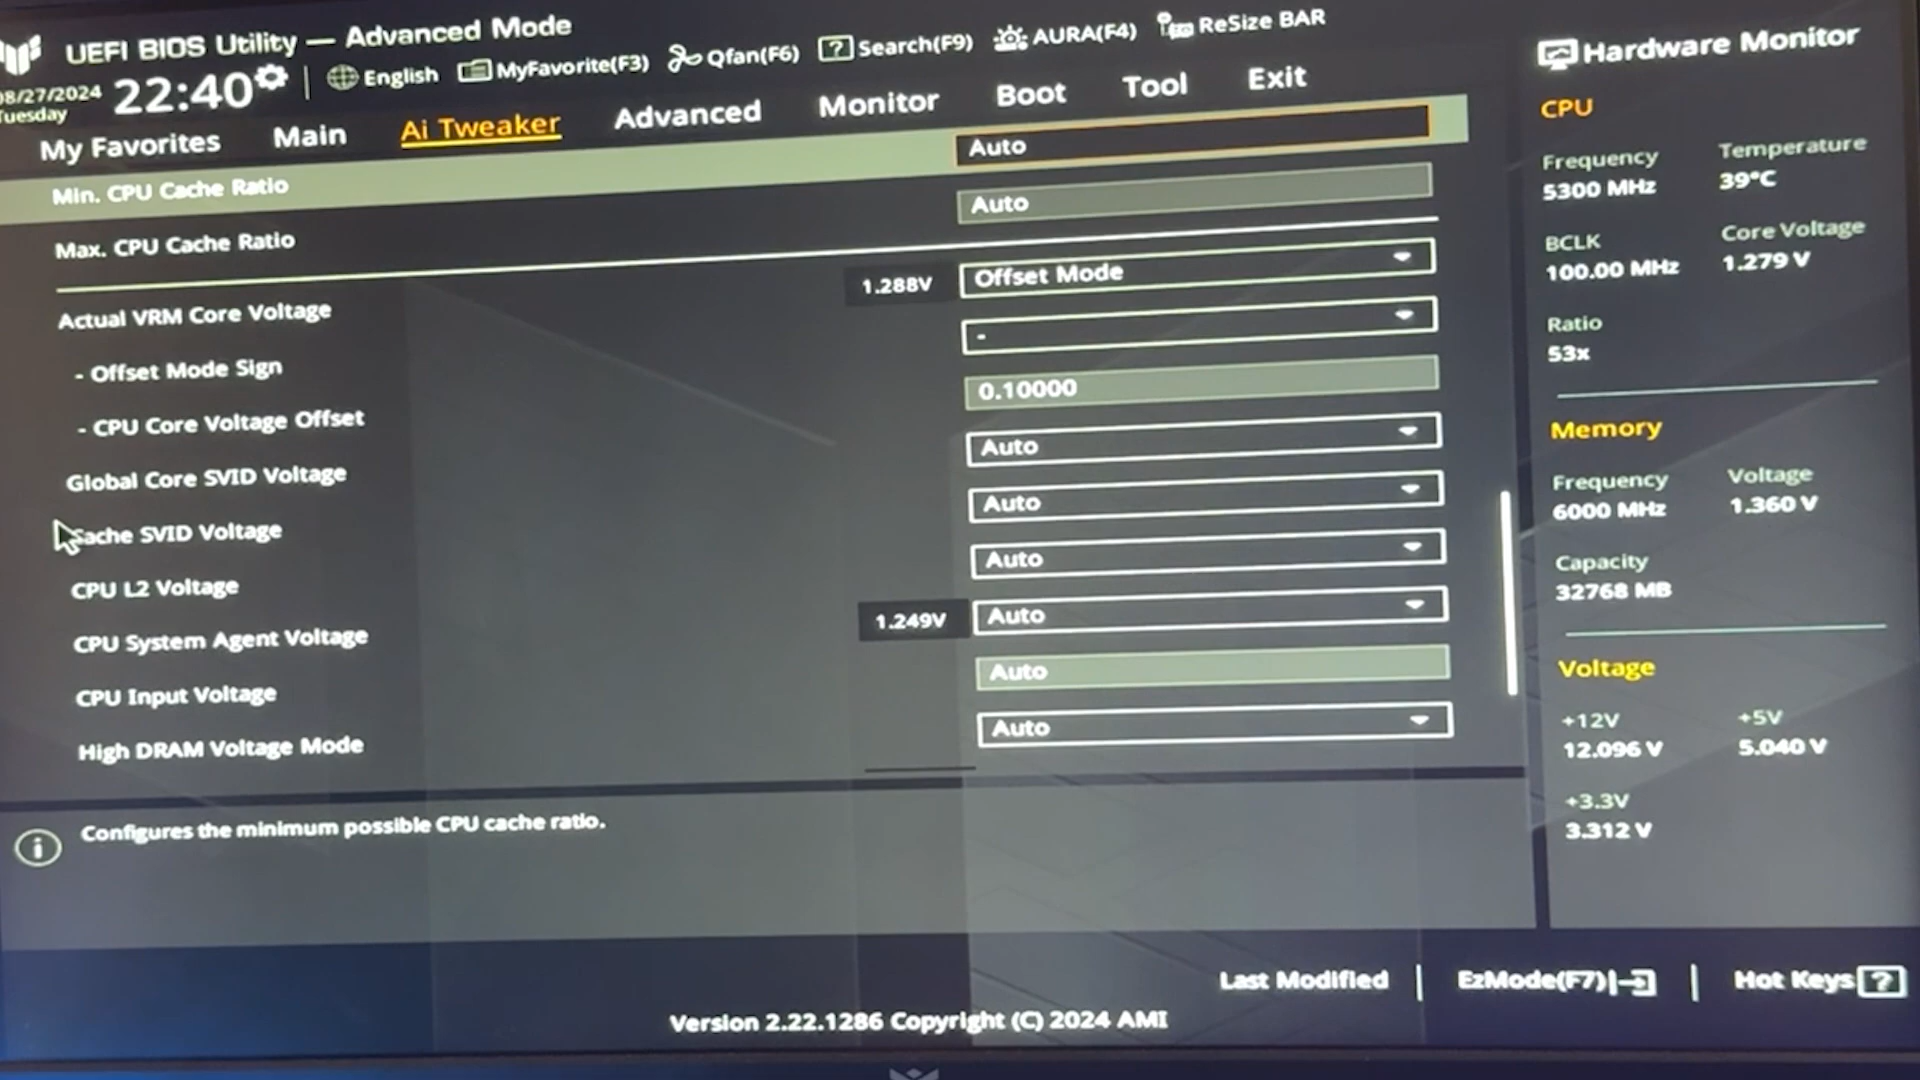 UEFI BIOS Utility — Advanced Mode
08/27/2024
Tuesday
22:40
English
MyFavorite(F3)
Qfan(F6)
Search(F9)
AURA(F4)
ReSize BAR
My Favorites
Main
Ai Tweaker
Advanced
Monitor
Boot
Tool
Exit
Min. CPU Cache Ratio
Auto
Max. CPU Cache Ratio
Auto
Actual VRM Core Voltage
1.288V
Offset Mode
- Offset Mode Sign
-
- CPU Core Voltage Offset
0.10000
Global Core SVID Voltage
Auto
Cache SVID Voltage
Auto
CPU L2 Voltage
Auto
CPU System Agent Voltage
1.249V
Auto
CPU Input Voltage
Auto
High DRAM Voltage Mode
Auto
Configures the minimum possible CPU cache ratio.
Hardware Monitor
CPU
Frequency
Temperature
5300 MHz
39°C
BCLK
Core Voltage
100.00 MHz
1.279 V
Ratio
53x
Memory
Frequency
Voltage
6000 MHz
1.360 V
Capacity
32768 MB
Voltage
+12V
+5V
12.096 V
5.040 V
+3.3V
3.312 V
Last Modified
EzMode(F7)
Hot Keys ?
Version 2.22.1286 Copyright (C) 2024 AMI